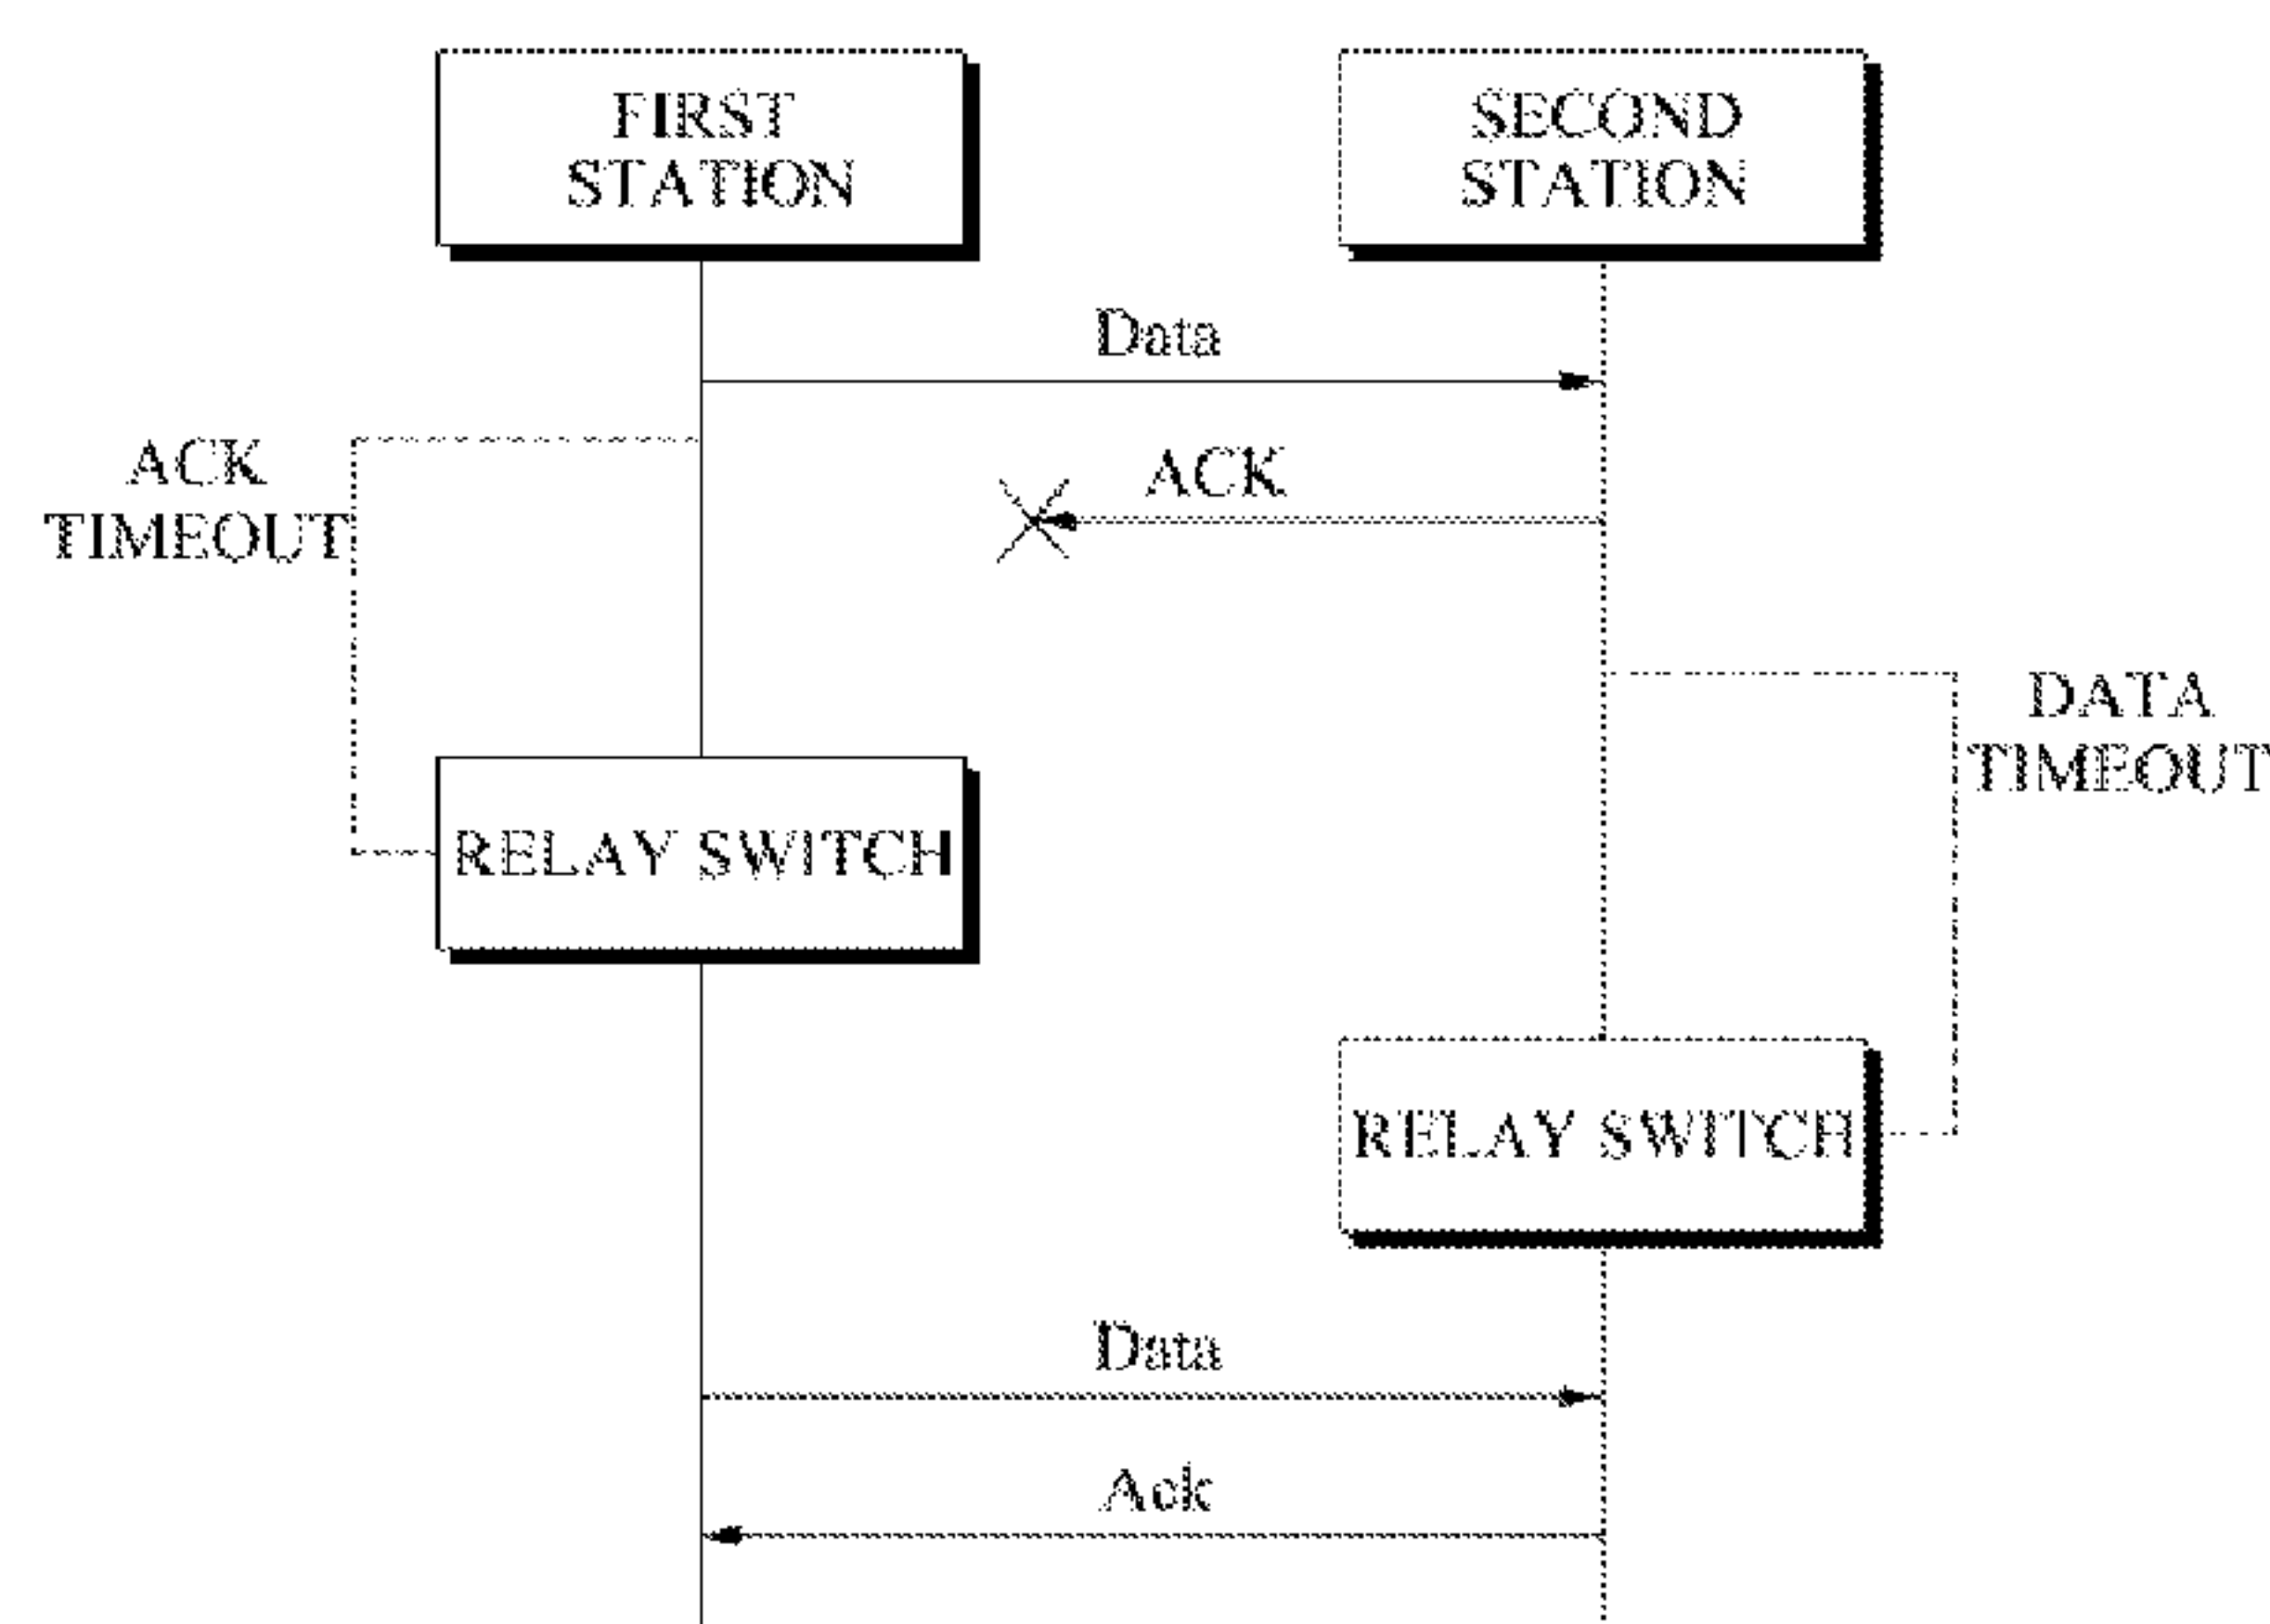 FIRST
STATION
SECOND
STATION
Data
ACK
TIMEOUT
ACK
DATA
TIMEOUT
RELAY SWITCH
RELAY SWITCH
Data
Ack